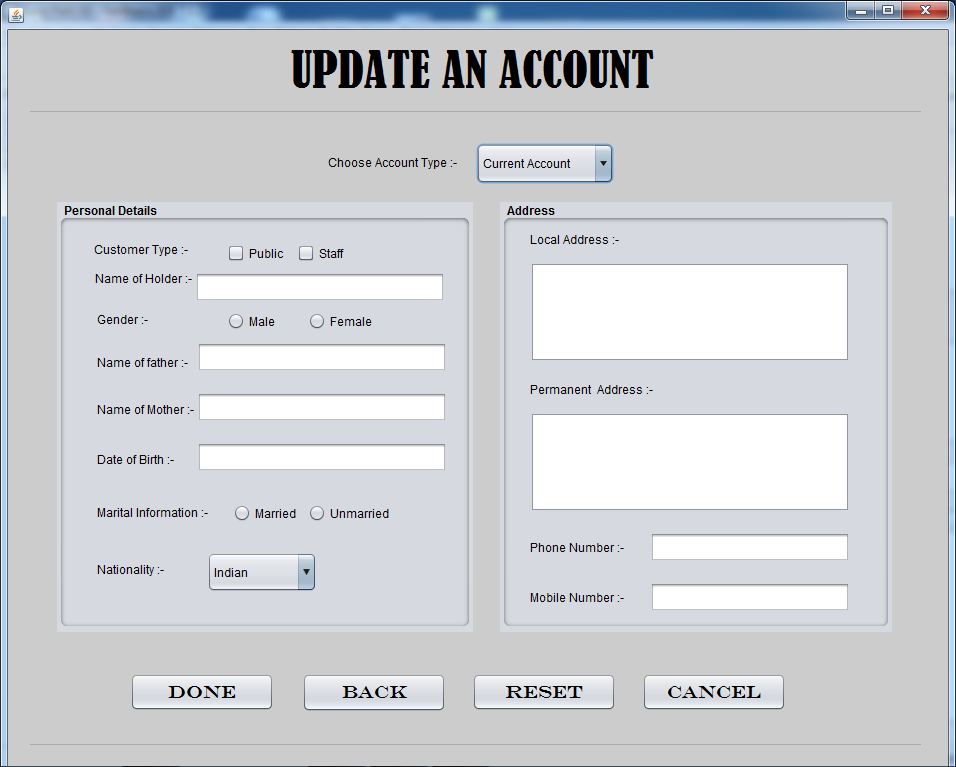 UPDATE AN ACCOUNT
Choose Account Type :- Current Account
Personal Details
Customer Type :- Public Staff
Name of Holder :-
Gender :- Male Female
Name of father :-
Name of Mother :-
Date of Birth :-
Marital Information :- Married Unmarried
Nationality :- Indian
Address
Local Address :-
Permanent  Address :-
Phone Number :-
Mobile Number :-
DONE BACK RESET CANCEL